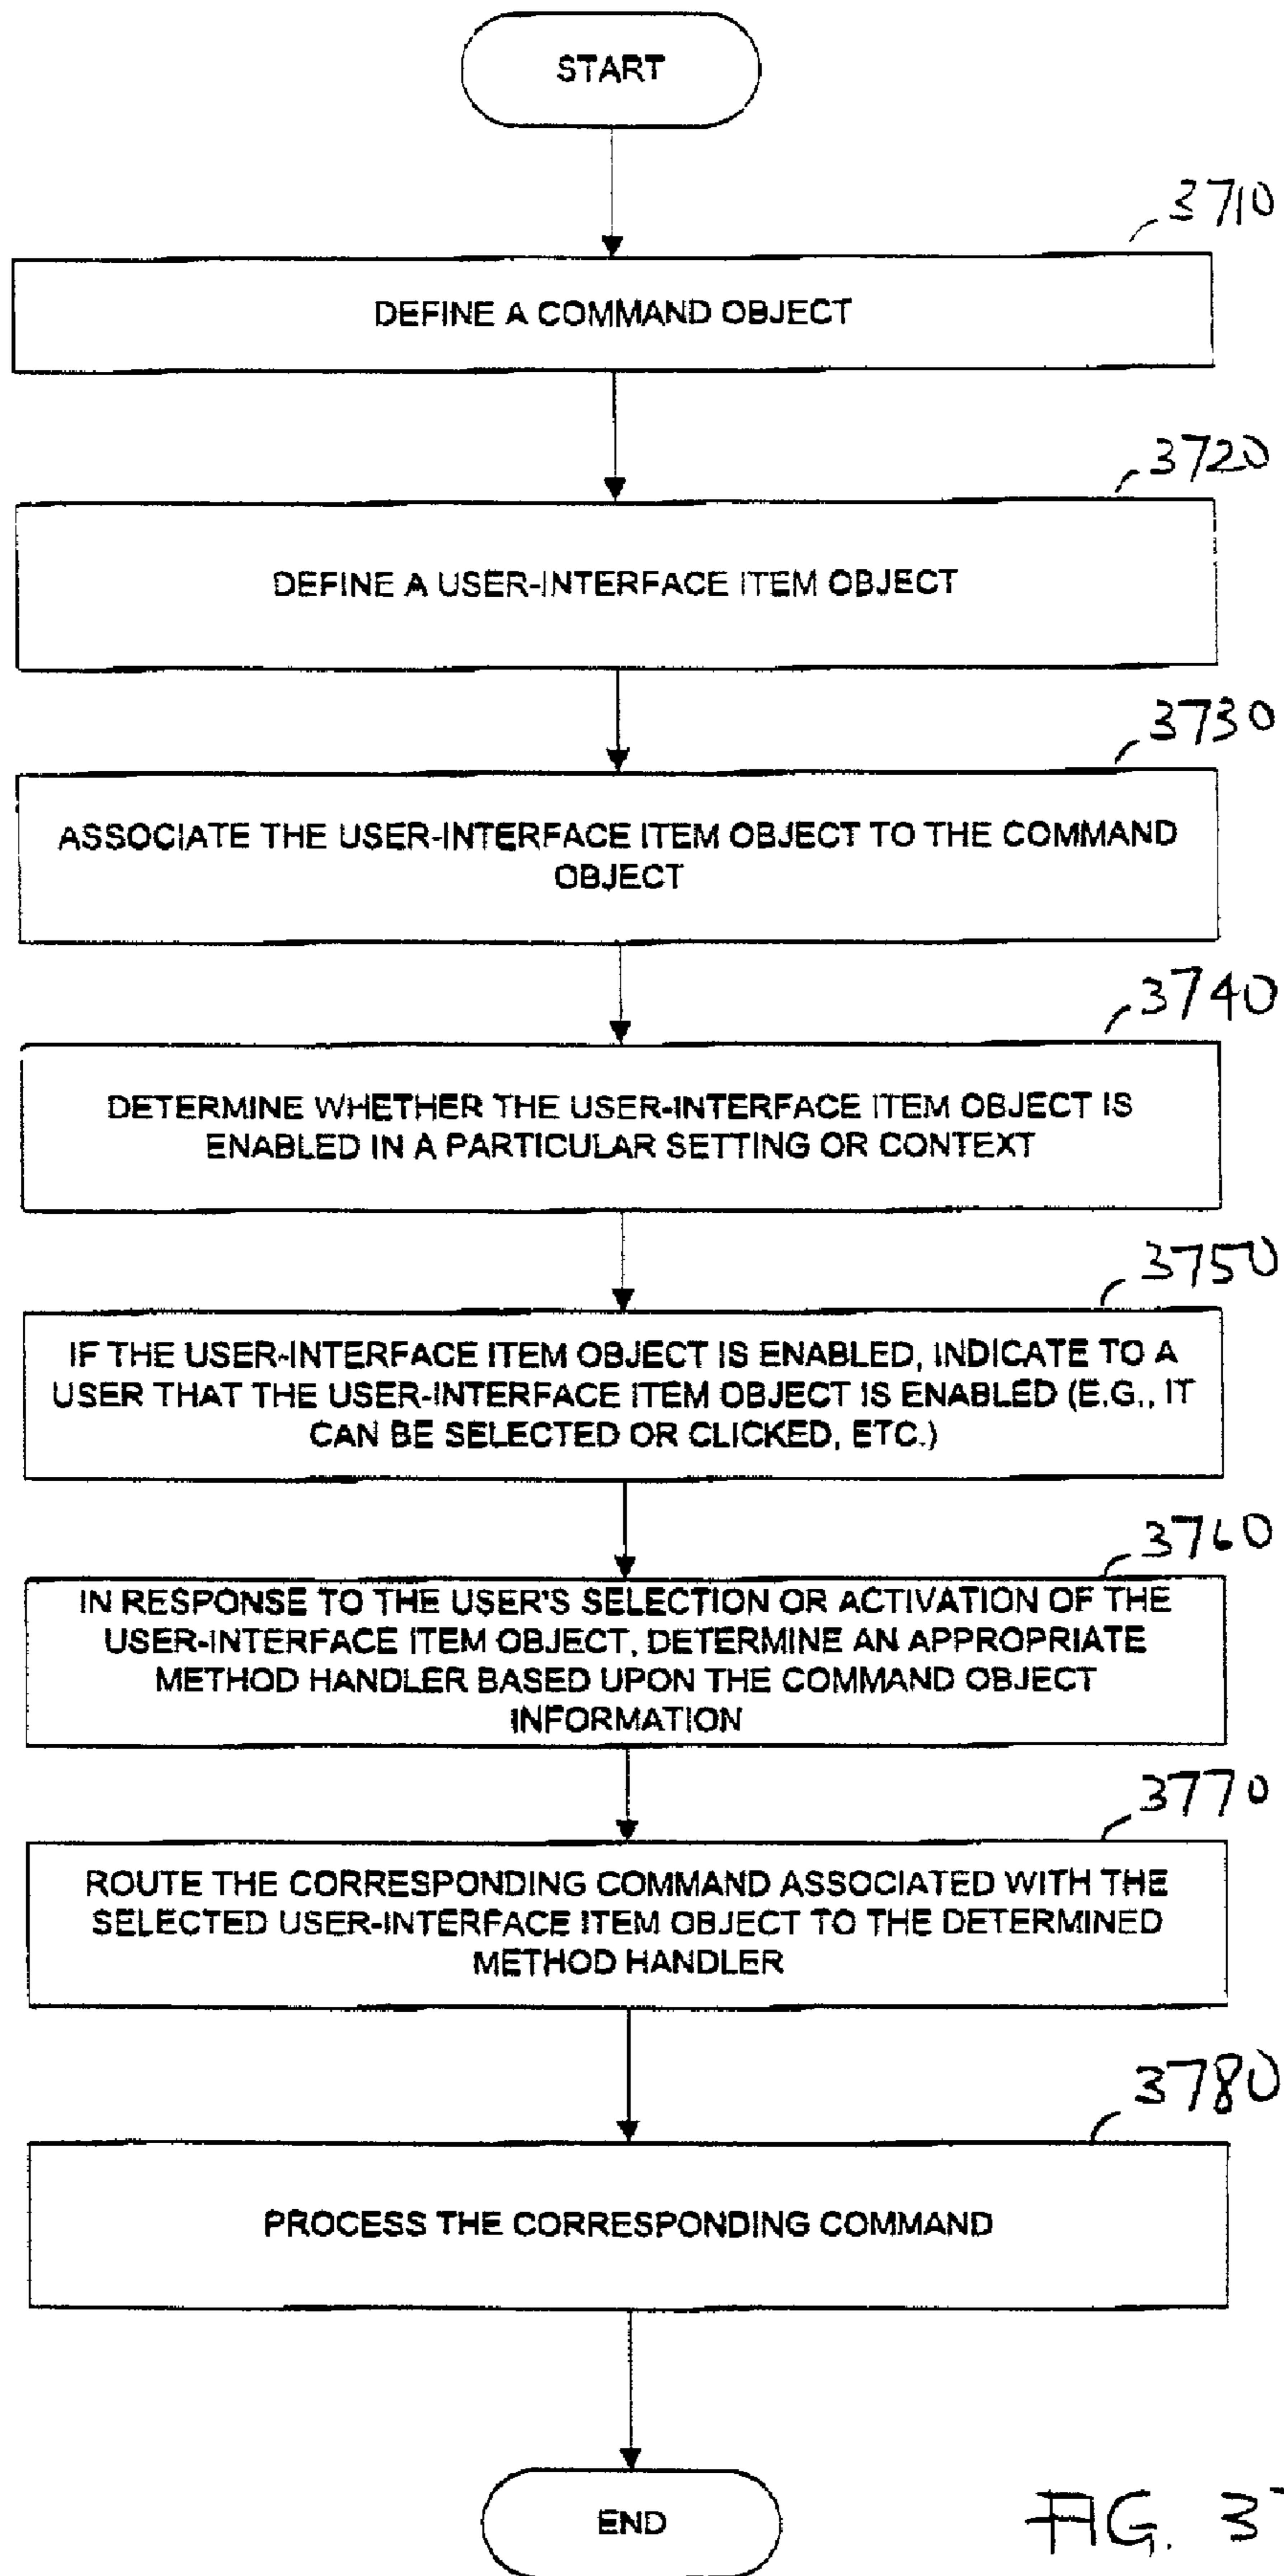 START
3710
DEFINE A COMMAND OBJECT
3720
DEFINE A USER-INTERFACE ITEM OBJECT
3730
ASSOCIATE THE USER-INTERFACE ITEM OBJECT TO THE COMMAND
OBJECT
3740
DETERMINE WHETHER THE USER-INTERFACE ITEM OBJECT IS
ENABLED IN A PARTICULAR SETTING OR CONTEXT
3750
IF THE USER-INTERFACE ITEM OBJECT IS ENABLED, INDICATE TO A
USER THAT THE USER-INTERFACE ITEM OBJECT IS ENABLED (E.G., IT
CAN BE SELECTED OR CLICKED, ETC.)
3760
IN RESPONSE TO THE USER'S SELECTION OR ACTIVATION OF THE
USER-INTERFACE ITEM OBJECT, DETERMINE AN APPROPRIATE
METHOD HANDLER BASED UPON THE COMMAND OBJECT
INFORMATION
3770
ROUTE THE CORRESPONDING COMMAND ASSOCIATED WITH THE
SELECTED USER-INTERFACE ITEM OBJECT TO THE DETERMINED
METHOD HANDLER
3780
PROCESS THE CORRESPONDING COMMAND
END
FIG. 3